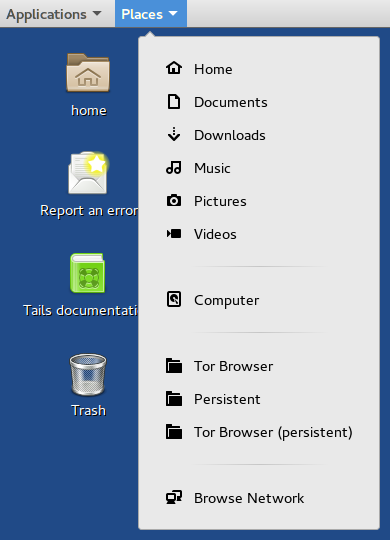 Applications
Places
home
Report an error
Tails documentati
Trash
Home
Documents
Downloads
Music
Pictures
Videos
Computer
Tor Browser
Persistent
Tor Browser (persistent)
Browse Network